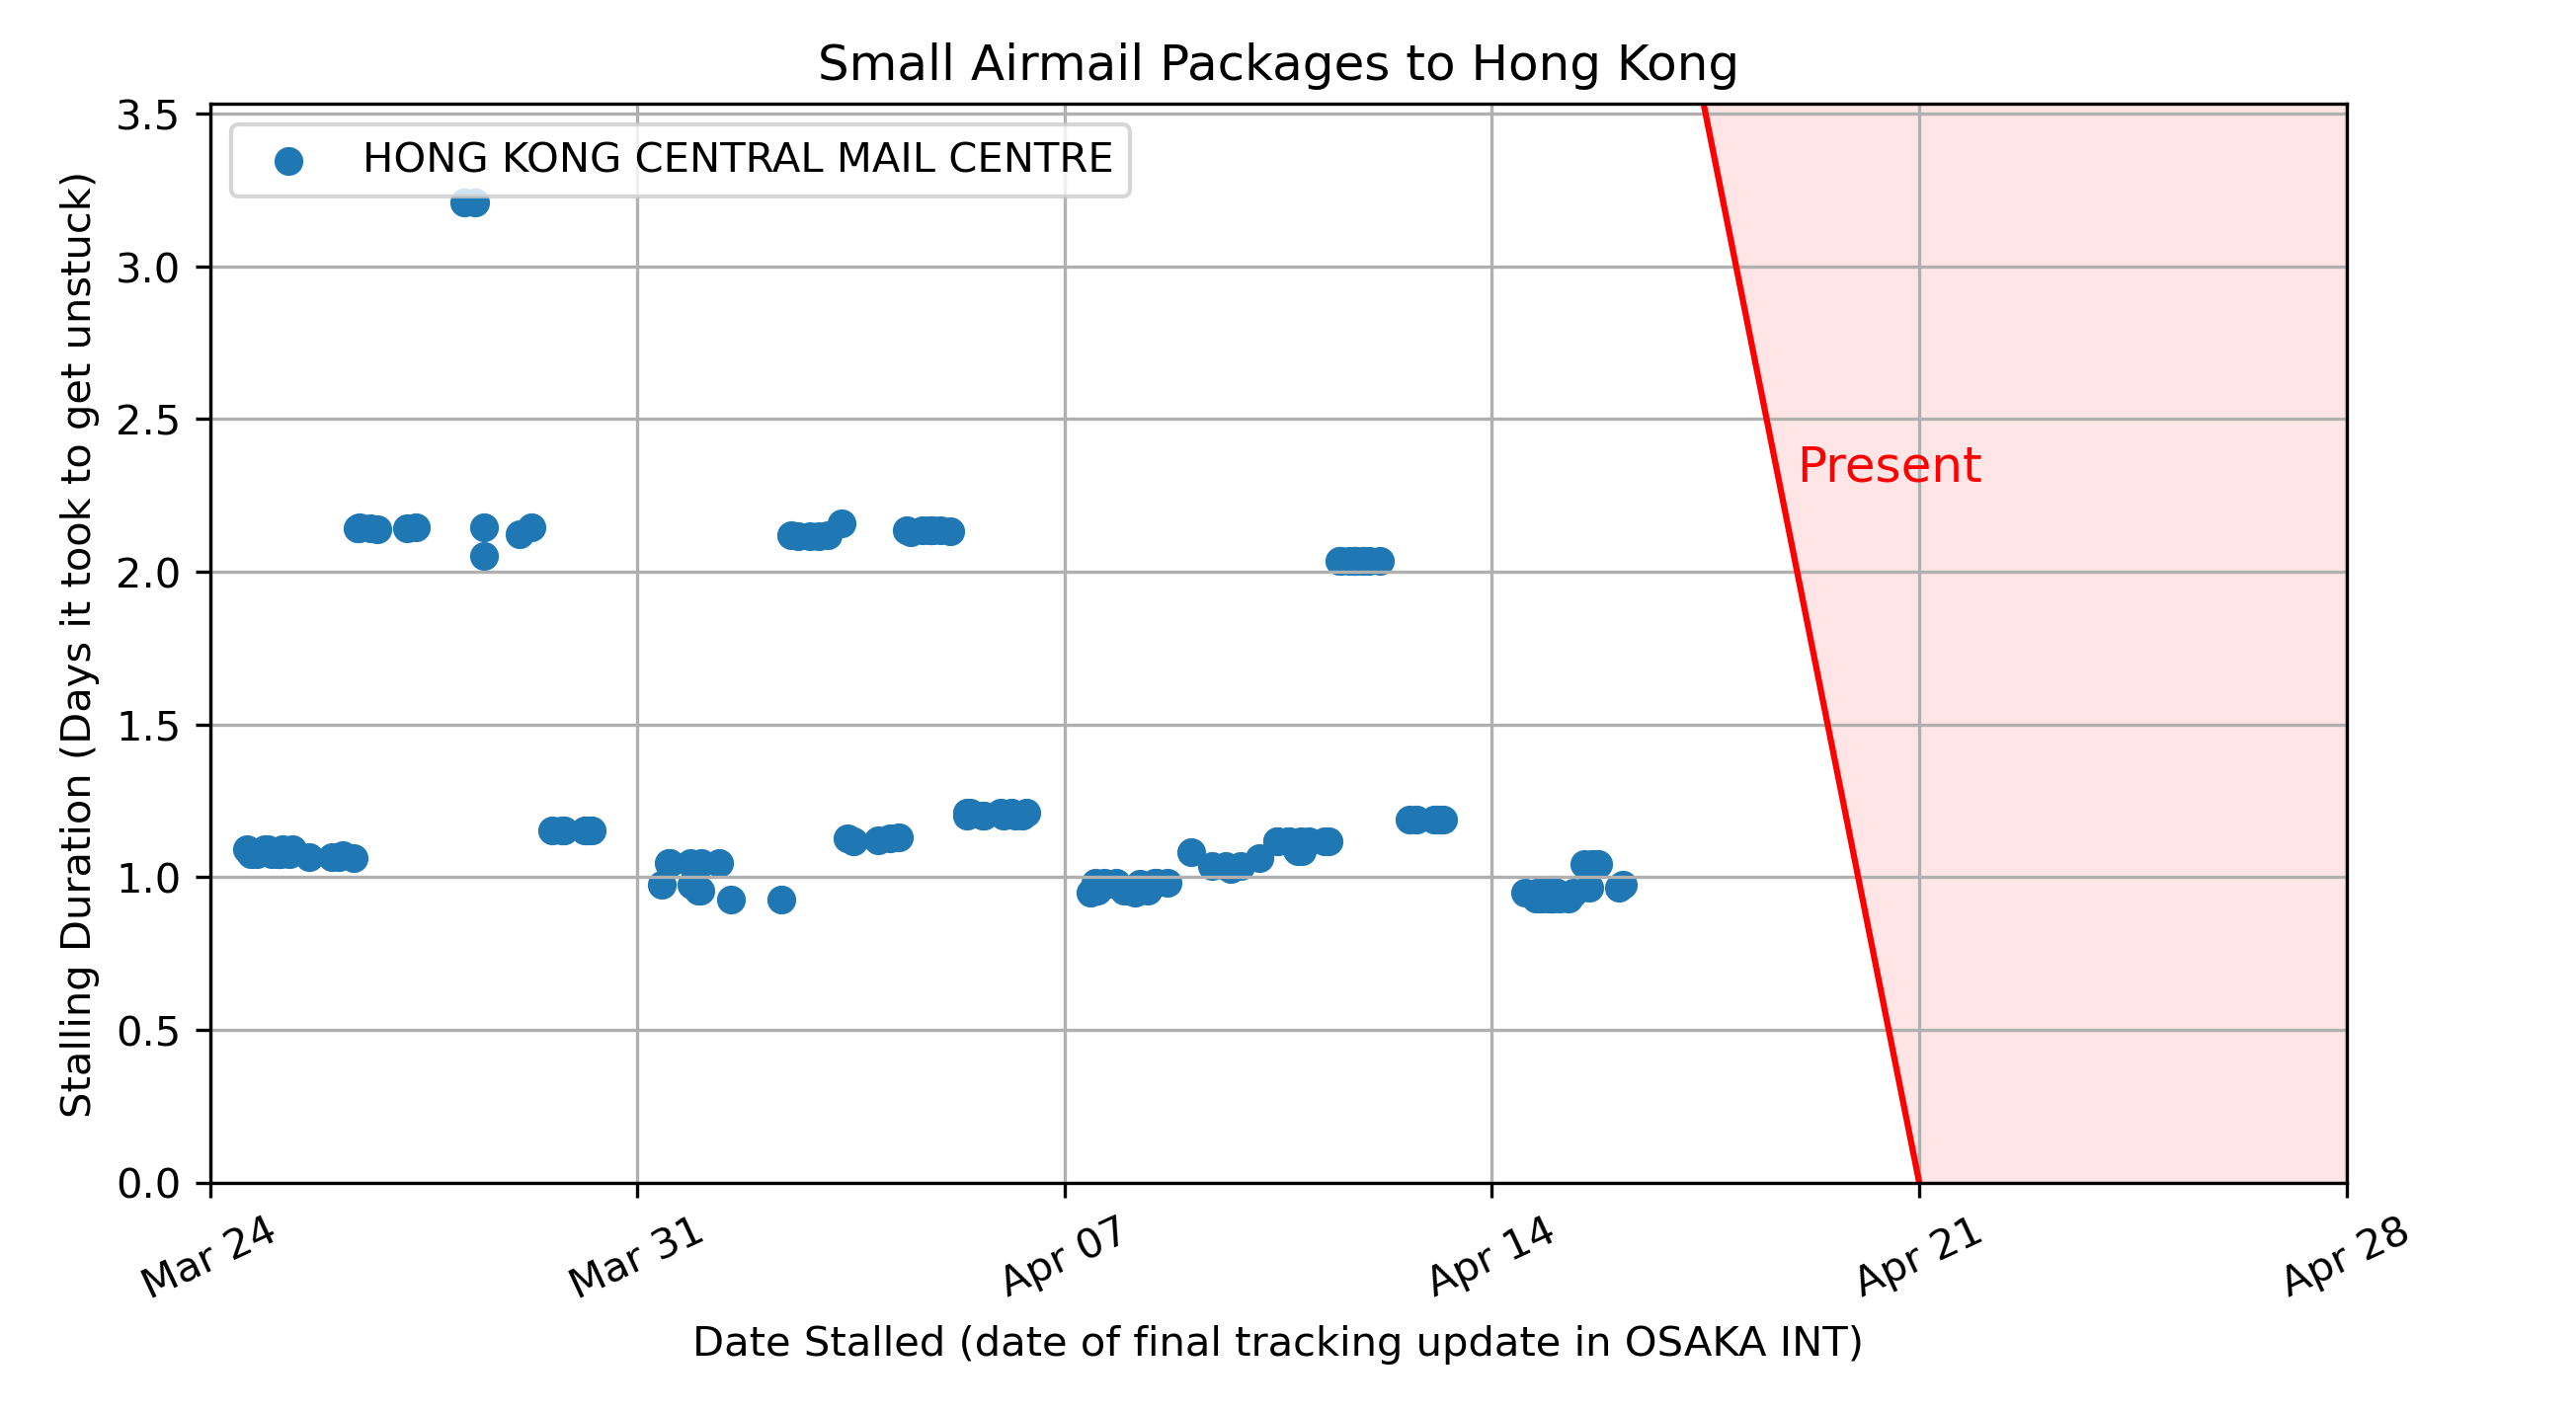 Small Airmail Packages to Hong Kong
HONG KONG CENTRAL MAIL CENTRE
Present
Stalling Duration (Days it took to get unstuck)
3.5
3.0
2.5
2.0
1.5
1.0
0.5
0.0
Mar 24
Mar 31
Apr 07
Apr 14
Apr 21
Apr 28
Date Stalled (date of final tracking update in OSAKA INT)